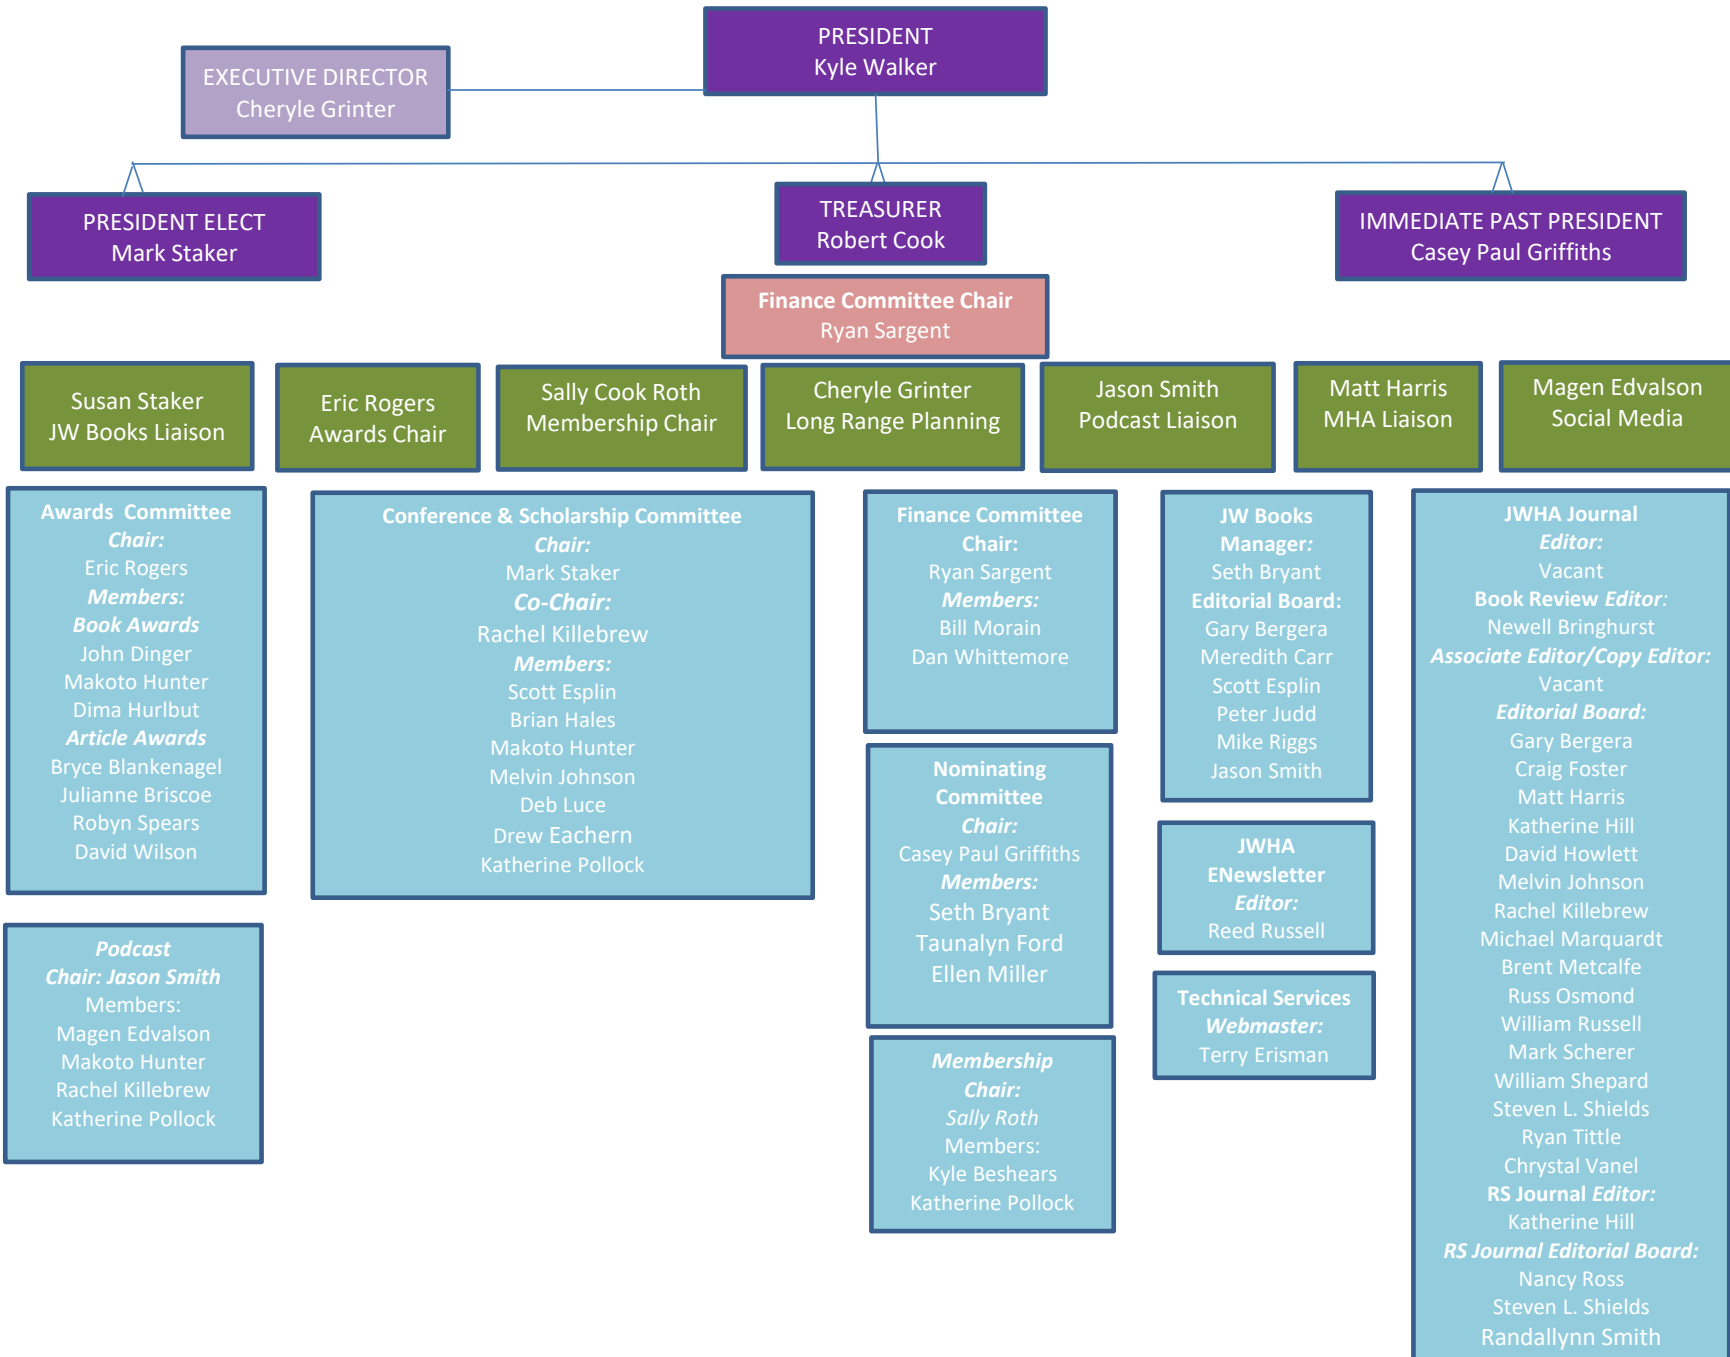 PRESIDENT
Kyle Walker
EXECUTIVE DIRECTOR
Cheryle Grinter
PRESIDENT ELECT
Mark Staker
TREASURER
Robert Cook
IMMEDIATE PAST PRESIDENT
Casey Paul Griffiths
Finance Committee Chair
Ryan Sargent
Susan Staker
JW Books Liaison
Eric Rogers
Awards Chair
Sally Cook Roth
Membership Chair
Cheryle Grinter
Long Range Planning
Jason Smith
Podcast Liaison
Matt Harris
MHA Liaison
Magen Edvalson
Social Media
Awards Committee
Chair:
Eric Rogers
Members:
Book Awards
John Dinger
Makoto Hunter
Dima Hurlbut
Article Awards
Bryce Blankenagel
Julianne Briscoe
Robyn Spears
David Wilson
Podcast
Chair: Jason Smith
Members:
Magen Edvalson
Makoto Hunter
Rachel Killebrew
Katherine Pollock
Conference & Scholarship Committee
Chair:
Mark Staker
Co-Chair:
Rachel Killebrew
Members:
Scott Esplin
Brian Hales
Makoto Hunter
Melvin Johnson
Deb Luce
Drew Eachern
Katherine Pollock
Finance Committee
Chair:
Ryan Sargent
Members:
Bill Morain
Dan Whittemore
Nominating
Committee
Chair:
Casey Paul Griffiths
Members:
Seth Bryant
Taunalyn Ford
Ellen Miller
Membership
Chair:
Sally Roth
Members:
Kyle Beshears
Katherine Pollock
JW Books
Manager:
Seth Bryant
Editorial Board:
Gary Bergera
Meredith Carr
Scott Esplin
Peter Judd
Mike Riggs
Jason Smith
JWHA
ENewsletter
Editor:
Reed Russell
Technical Services
Webmaster:
Terry Erisman
JWHA Journal
Editor:
Vacant
Book Review Editor:
Newell Bringhurst
Associate Editor/Copy Editor:
Vacant
Editorial Board:
Gary Bergera
Craig Foster
Matt Harris
Katherine Hill
David Howlett
Melvin Johnson
Rachel Killebrew
Michael Marquardt
Brent Metcalfe
Russ Osmond
William Russell
Mark Scherer
William Shepard
Steven L. Shields
Ryan Tittle
Chrystal Vanel
RS Journal Editor:
Katherine Hill
RS Journal Editorial Board:
Nancy Ross
Steven L. Shields
Randallynn Smith